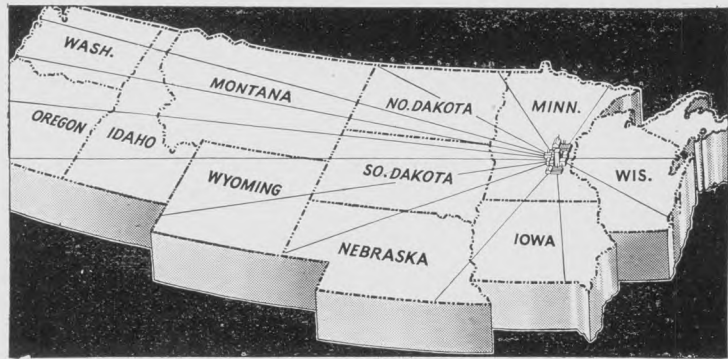 WASH.
MONTANA
NO. DAKOTA
MINN.
OREGON
IDAHO
WYOMING
SO. DAKOTA
WIS.
NEBRASKA
IOWA